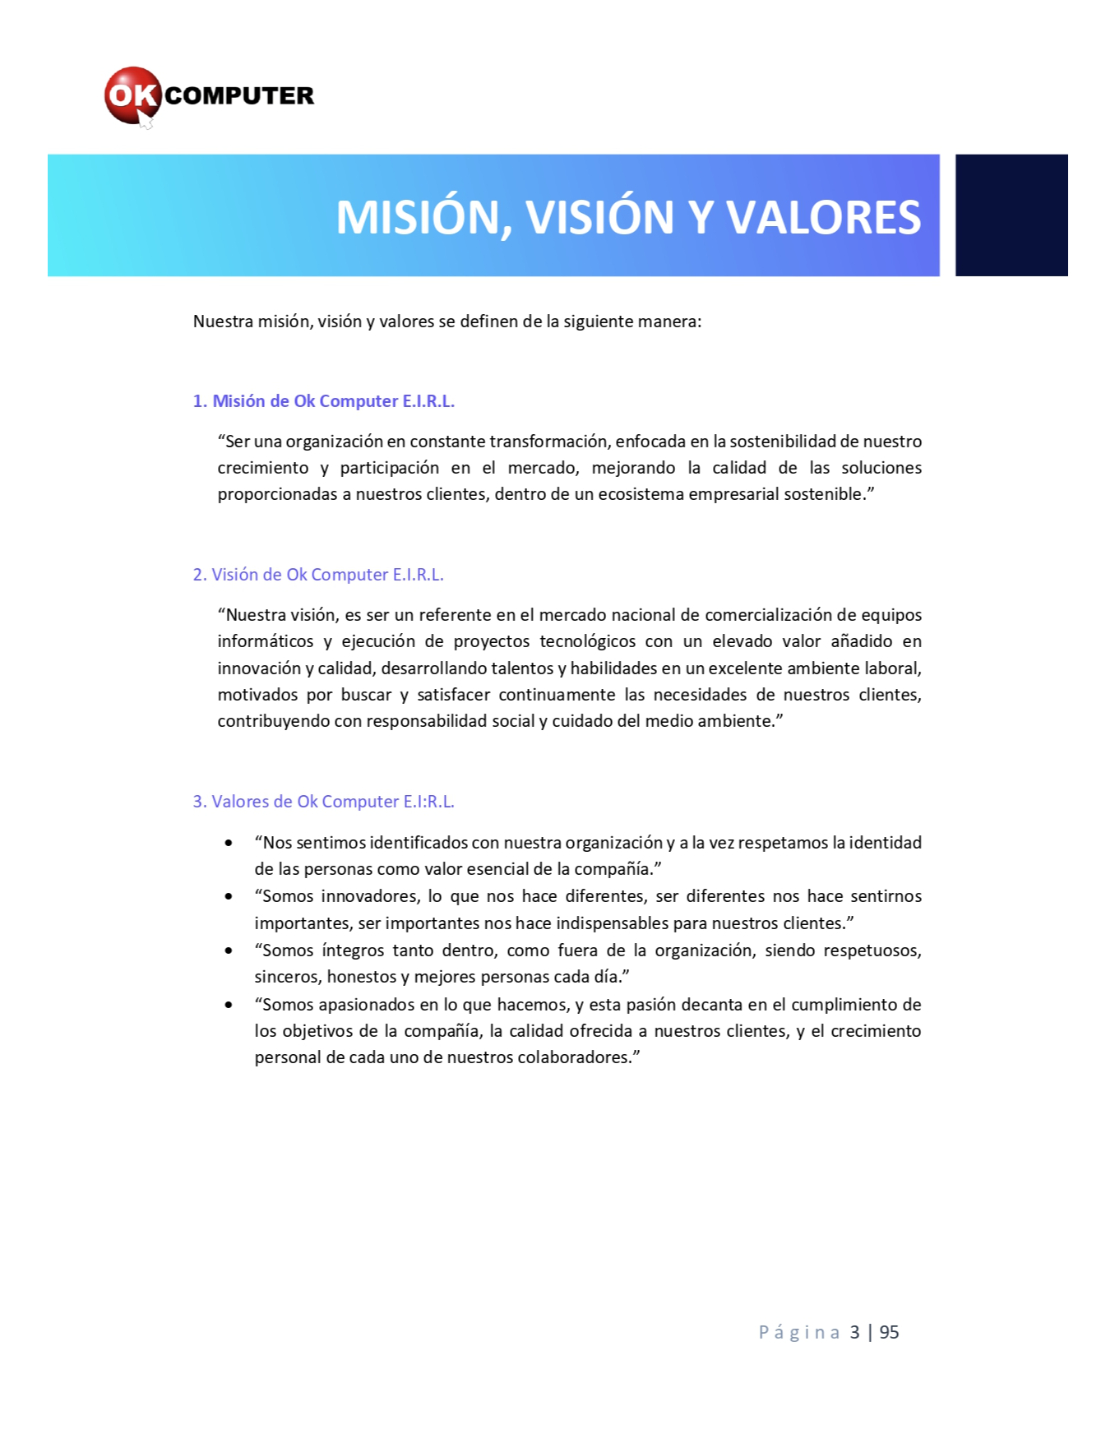 OK COMPUTER
MISIÓN, VISIÓN Y VALORES
Nuestra misión, visión y valores se definen de la siguiente manera:
1. Misión de Ok Computer E.I.R.L.
“Ser una organización en constante transformación, enfocada en la sostenibilidad de nuestro
crecimiento y participación en el mercado, mejorando la calidad de las soluciones
proporcionadas a nuestros clientes, dentro de un ecosistema empresarial sostenible.”
2. Visión de Ok Computer E.I.R.L.
“Nuestra visión, es ser un referente en el mercado nacional de comercialización de equipos
informáticos y ejecución de proyectos tecnológicos con un elevado valor añadido en
innovación y calidad, desarrollando talentos y habilidades en un excelente ambiente laboral,
motivados por buscar y satisfacer continuamente las necesidades de nuestros clientes,
contribuyendo con responsabilidad social y cuidado del medio ambiente.”
3. Valores de Ok Computer E.I:R.L.
• “Nos sentimos identificados con nuestra organización y a la vez respetamos la identidad
de las personas como valor esencial de la compañía.”
• “Somos innovadores, lo que nos hace diferentes, ser diferentes nos hace sentirnos
importantes, ser importantes nos hace indispensables para nuestros clientes.”
• “Somos íntegros tanto dentro, como fuera de la organización, siendo respetuosos,
sinceros, honestos y mejores personas cada día.”
• “Somos apasionados en lo que hacemos, y esta pasión decanta en el cumplimiento de
los objetivos de la compañía, la calidad ofrecida a nuestros clientes, y el crecimiento
personal de cada uno de nuestros colaboradores.”
Página 3 | 95